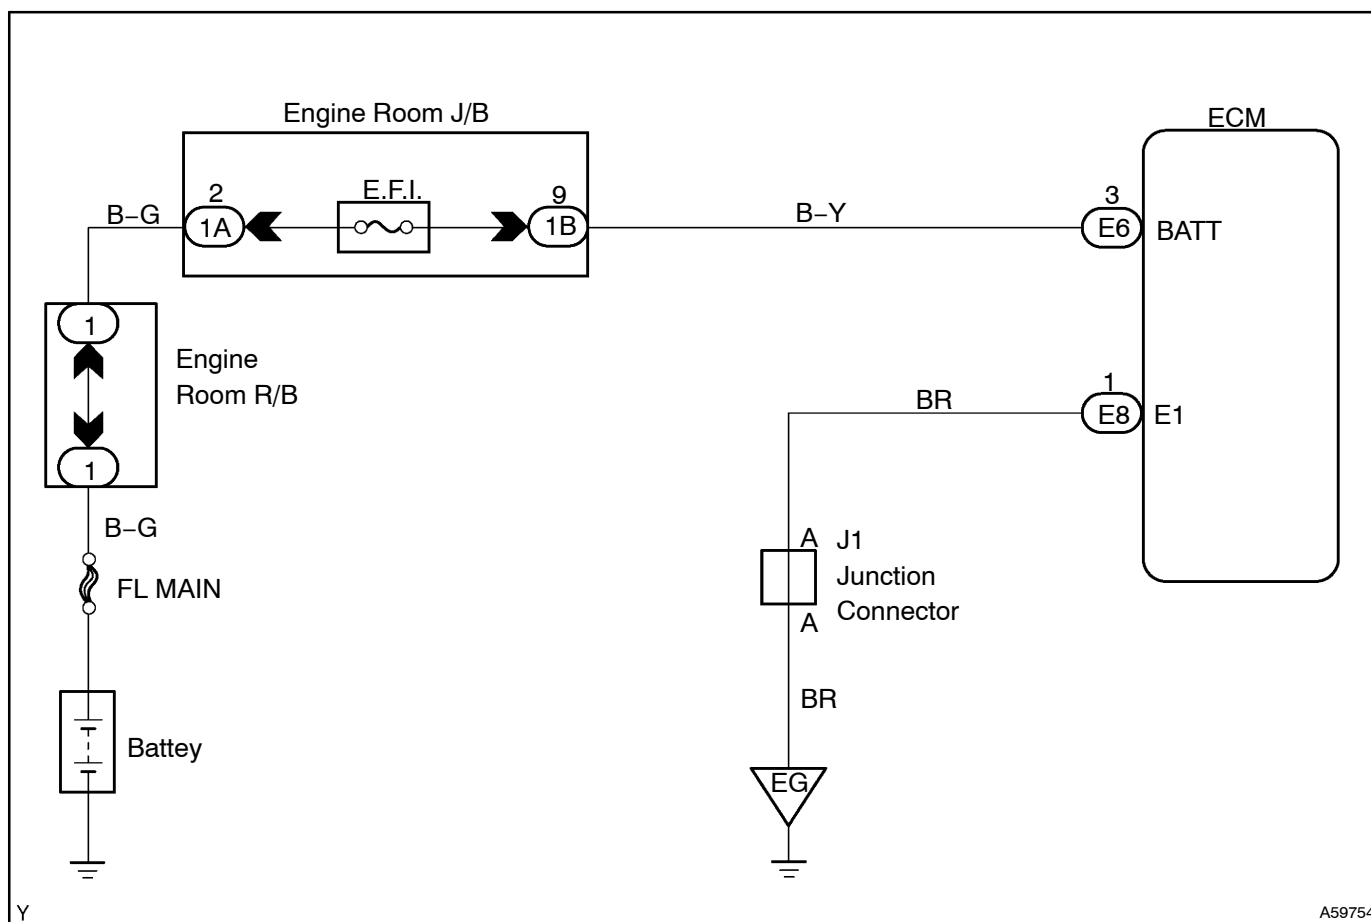 Engine Room J/B
ECM
2
E.F.I.
9
3
B–G
1A
1B
B–Y
E6
BATT
1
Engine
Room R/B
1
1
BR
E8
E1
B–G
A
J1
Junction
Connector
A
FL MAIN
BR
Battey
EG
Y
A59754